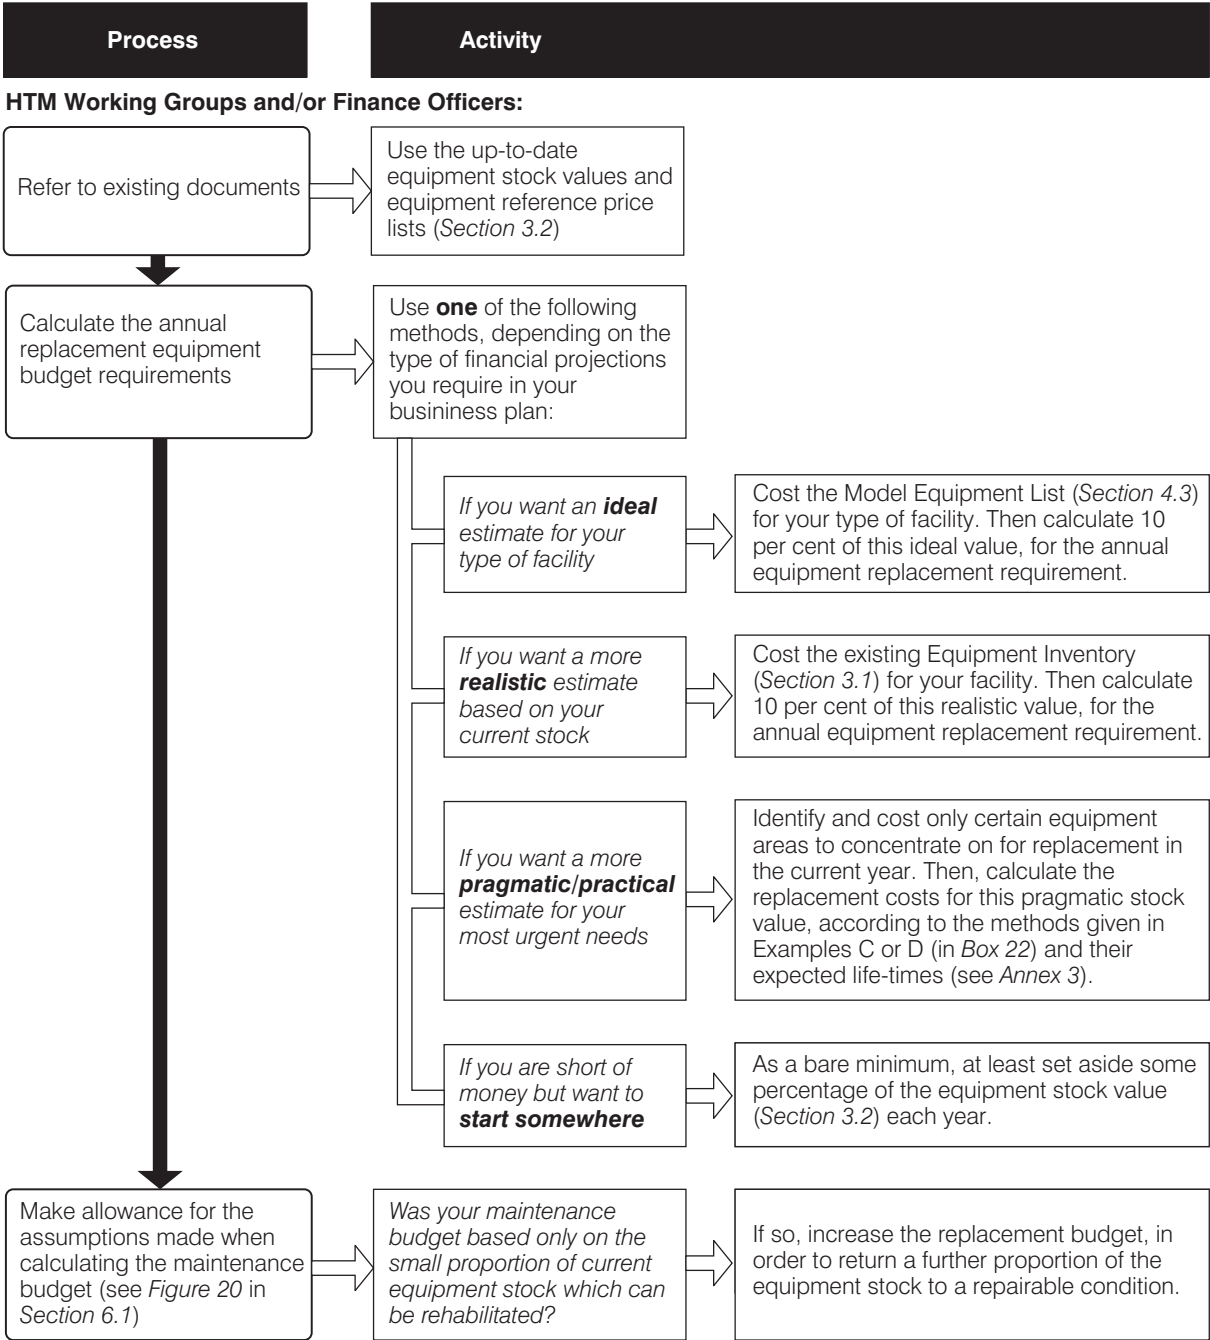 Process
Activity
HTM Working Groups and/or Finance Officers:
Refer to existing documents
Use the up-to-date
equipment stock values and
equipment reference price
lists (Section 3.2)
Calculate the annual
replacement equipment
budget requirements
Use one of the following
methods, depending on the
type of financial projections
you require in your
busininess plan:
If you want an ideal
estimate for your
type of facility
Cost the Model Equipment List (Section 4.3)
for your type of facility. Then calculate 10
per cent of this ideal value, for the annual
equipment replacement requirement.
If you want a more
realistic estimate
based on your
current stock
Cost the existing Equipment Inventory
(Section 3.1) for your facility. Then calculate
10 per cent of this realistic value, for the
annual equipment replacement requirement.
If you want a more
pragmatic/practical
estimate for your
most urgent needs
Identify and cost only certain equipment
areas to concentrate on for replacement in
the current year. Then, calculate the
replacement costs for this pragmatic stock
value, according to the methods given in
Examples C or D (in Box 22) and their
expected life-times (see Annex 3).
If you are short of
money but want to
start somewhere
As a bare minimum, at least set aside some
percentage of the equipment stock value
(Section 3.2) each year.
Make allowance for the
assumptions made when
calculating the maintenance
budget (see Figure 20 in
Section 6.1)
Was your maintenance
budget based only on the
small proportion of current
equipment stock which can
be rehabilitated?
If so, increase the replacement budget, in
order to return a further proportion of the
equipment stock to a repairable condition.